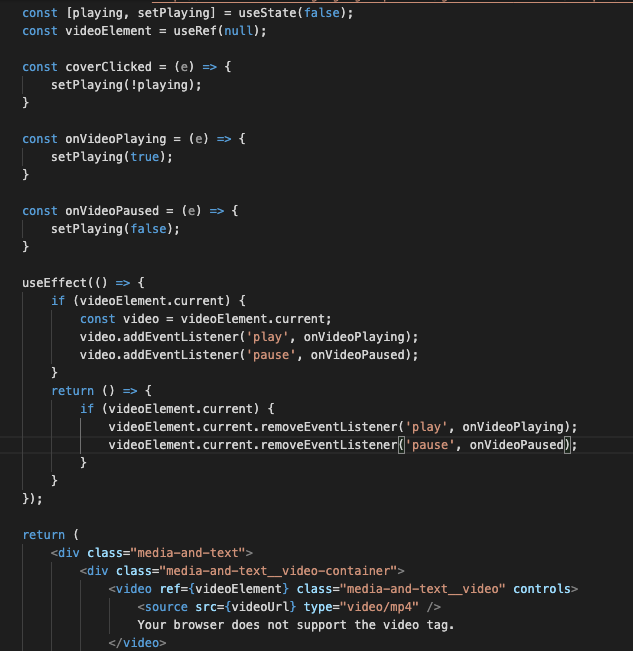 const [playing, setPlaying] = useState(false);
const videoElement = useRef(null);
const coverClicked = (e) => {
setPlaying(!playing);
}
const onVideoPlaying = (e) => {
setPlaying(true);
}
const onVideoPaused = (e) => {
setPlaying(false);
}
useEffect(() => {
if (videoElement.current) {
const video = videoElement.current;
video.addEventListener('play', onVideoPlaying);
video.addEventListener('pause', onVideoPaused);
}
return () => {
if (videoElement.current) {
videoElement.current.removeEventListener('play', onVideoPlaying);
videoElement.current.removeEventListener('pause', onVideoPaused);
}
}
});
return (
<div class="media-and-text">
<div class="media-and-text__video-container">
<video ref={videoElement} class="media-and-text__video" controls>
<source src={videoUrl} type="video/mp4" />
Your browser does not support the video tag.
</video>